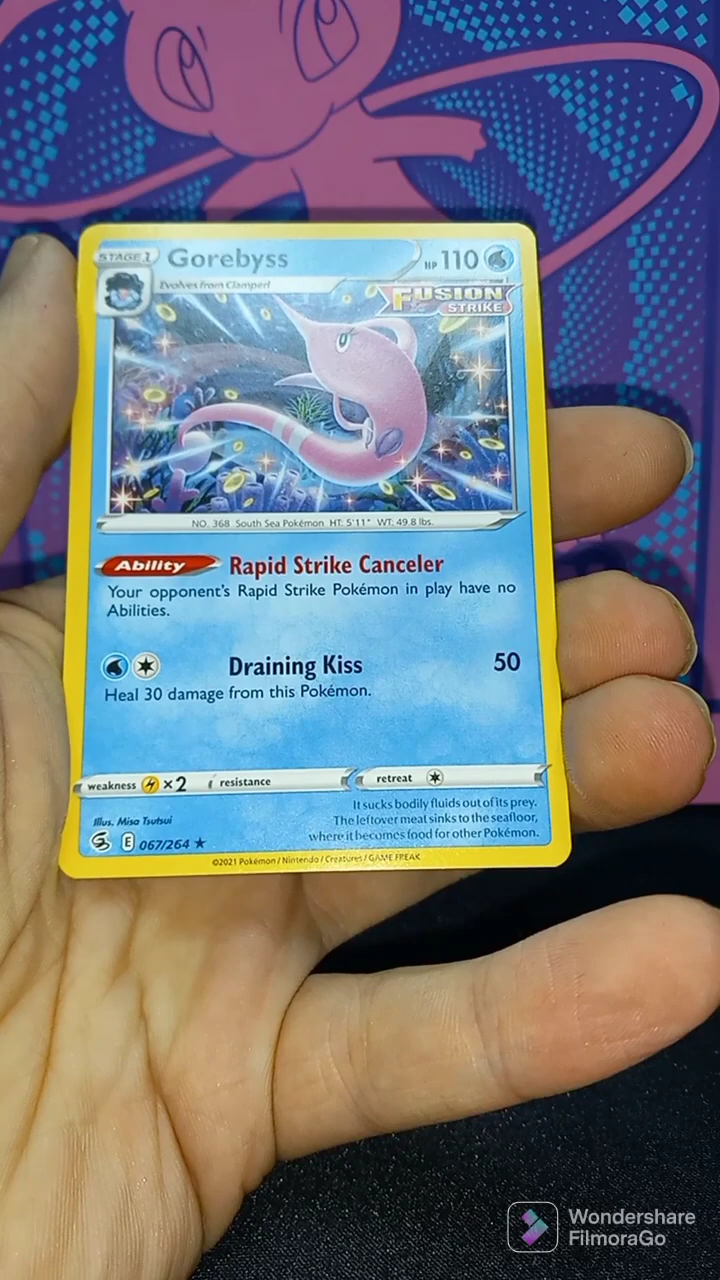 STAGE 1 Gorebyss HP 110
Evolves from Clamperl
FUSION
STRIKE
NO. 368 South Sea Pokémon HT: 5'11" WT: 49.8 lbs.
Ability Rapid Strike Canceler
Your opponent's Rapid Strike Pokémon in play have no
Abilities.
Draining Kiss 50
Heal 30 damage from this Pokémon.
weakness ×2 resistance retreat
It sucks bodily fluids out of its prey.
The leftover meal sinks to the seafloor,
where it becomes food for other Pokémon.
Illus. Misa Tsutsui
E 067/264 ★
©2021 Pokémon / Nintendo / Creatures / GAME FREAK
Wondershare
FilmoraGo